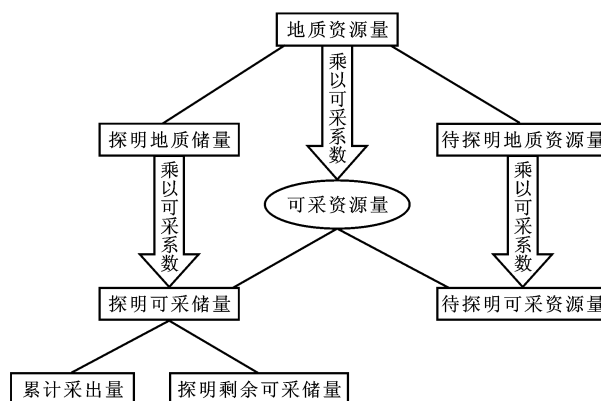 地质资源量
乘以可采系数
探明地质储量
待探明地质资源量
乘以可采系数
可采资源量
乘以可采系数
探明可采储量
待探明可采资源量
累计采出量
探明剩余可采储量